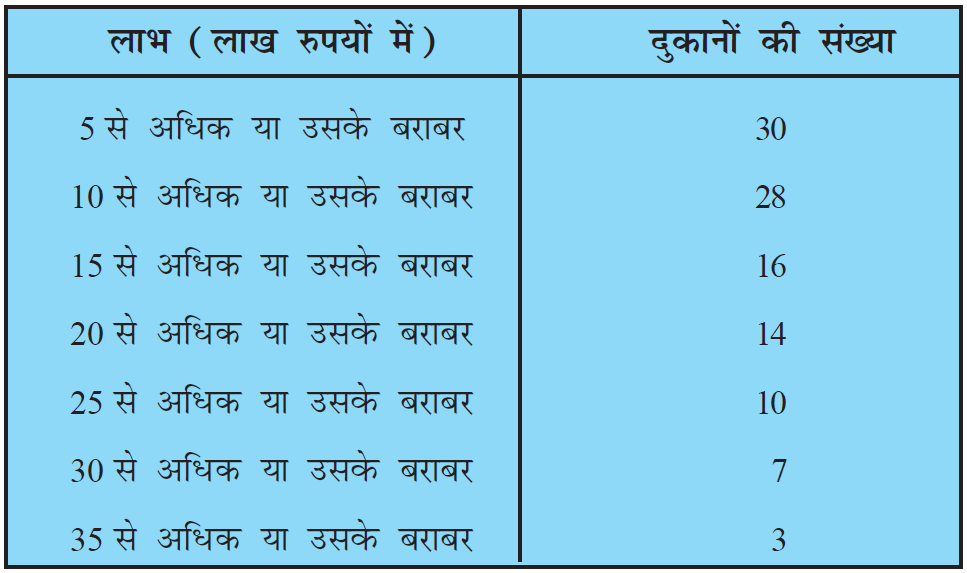 लाभ (लाख रुपयों में) दुकानों की संख्या
5 से अधिक या उसके बराबर 30
10 से अधिक या उसके बराबर 28
15 से अधिक या उसके बराबर 16
20 से अधिक या उसके बराबर 14
25 से अधिक या उसके बराबर 10
30 से अधिक या उसके बराबर 7
35 से अधिक या उसके बराबर 3